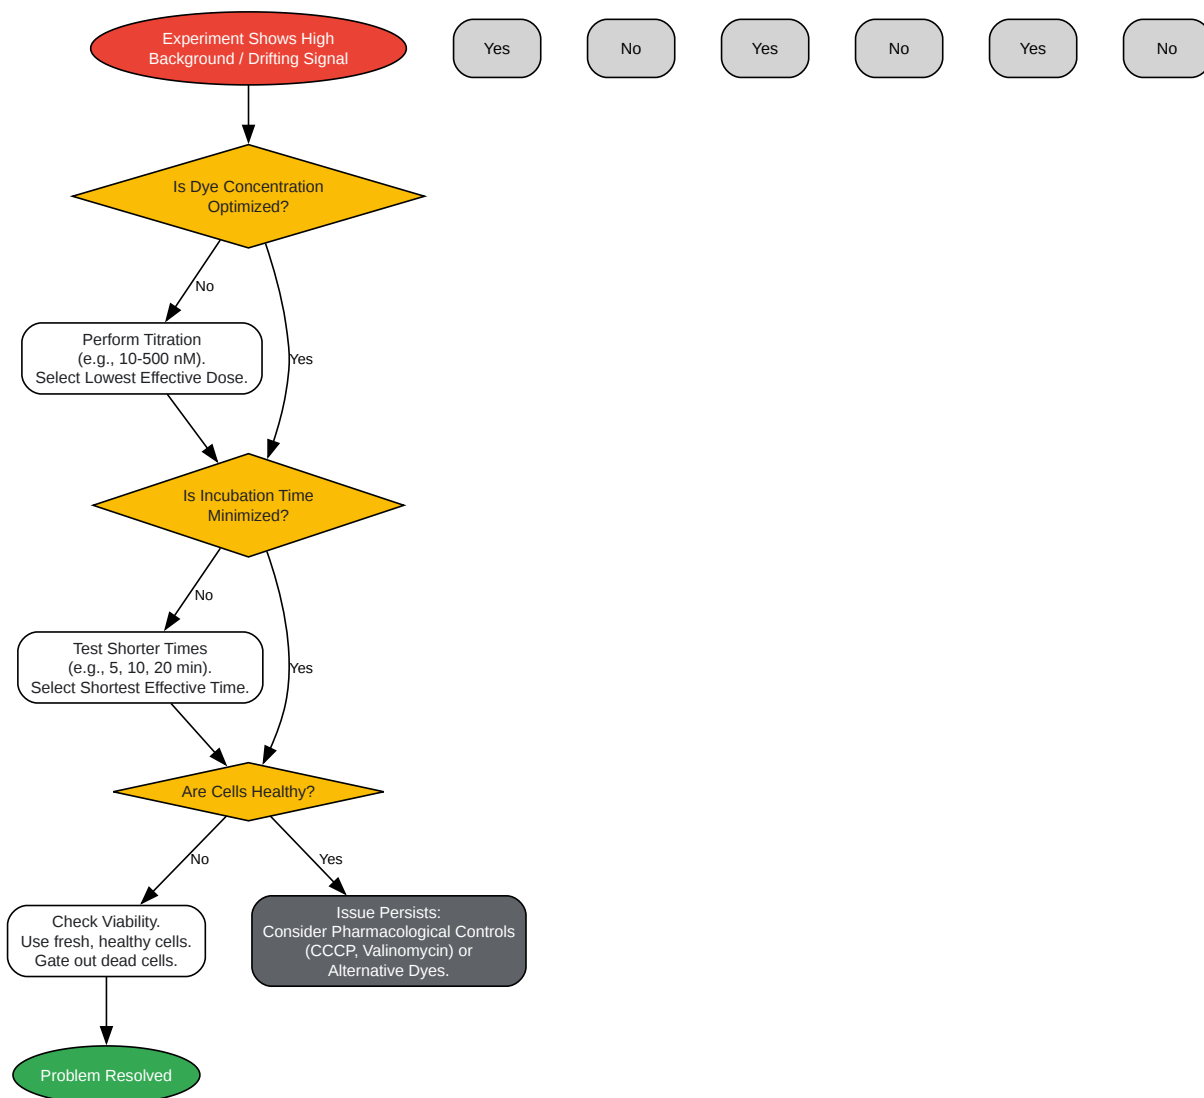 Experiment Shows High
Background / Drifting Signal
Yes
No
Yes
No
Yes
No
Is Dye Concentration
Optimized?
No
Perform Titration
(e.g., 10-500 nM).
Select Lowest Effective Dose.
Yes
Is Incubation Time
Minimized?
No
Test Shorter Times
(e.g., 5, 10, 20 min).
Select Shortest Effective Time.
Yes
Are Cells Healthy?
No
Yes
Check Viability.
Use fresh, healthy cells.
Gate out dead cells.
Issue Persists:
Consider Pharmacological Controls
(CCCP, Valinomycin) or
Alternative Dyes.
Problem Resolved